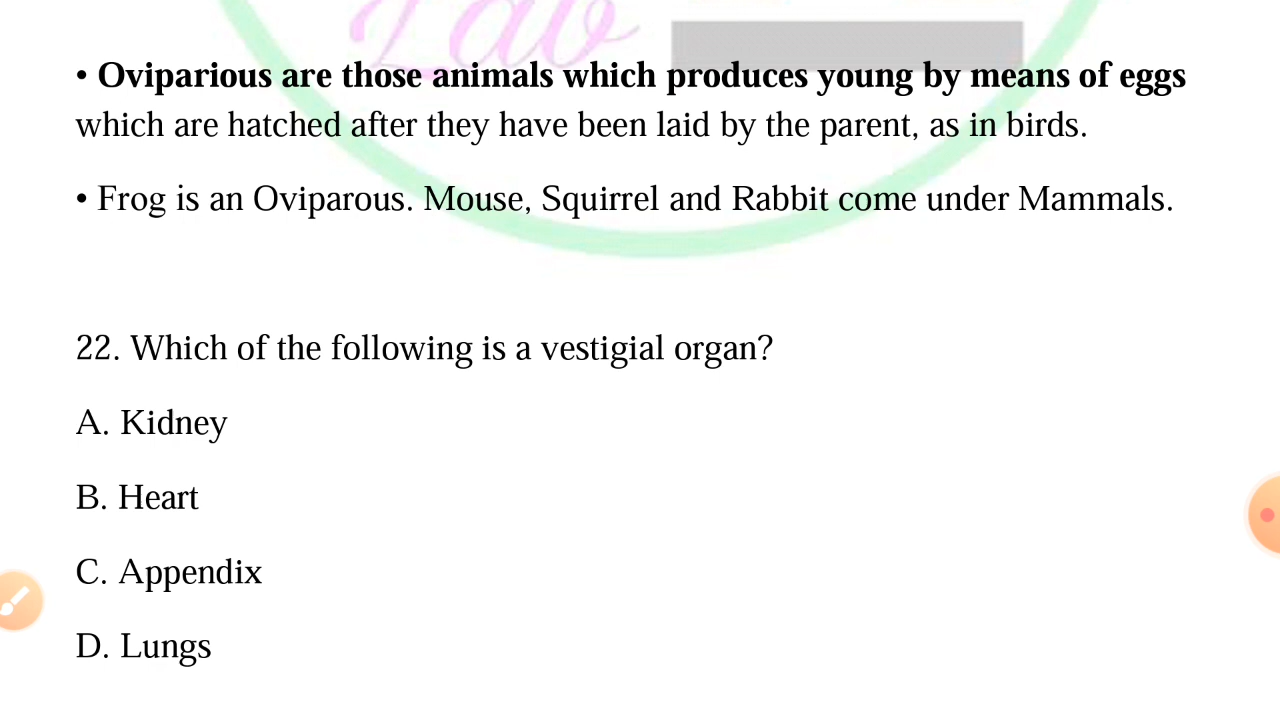 Lab
• Oviparious are those animals which produces young by means of eggs
which are hatched after they have been laid by the parent, as in birds.
• Frog is an Oviparous. Mouse, Squirrel and Rabbit come under Mammals.
22. Which of the following is a vestigial organ?
A. Kidney
B. Heart
C. Appendix
D. Lungs